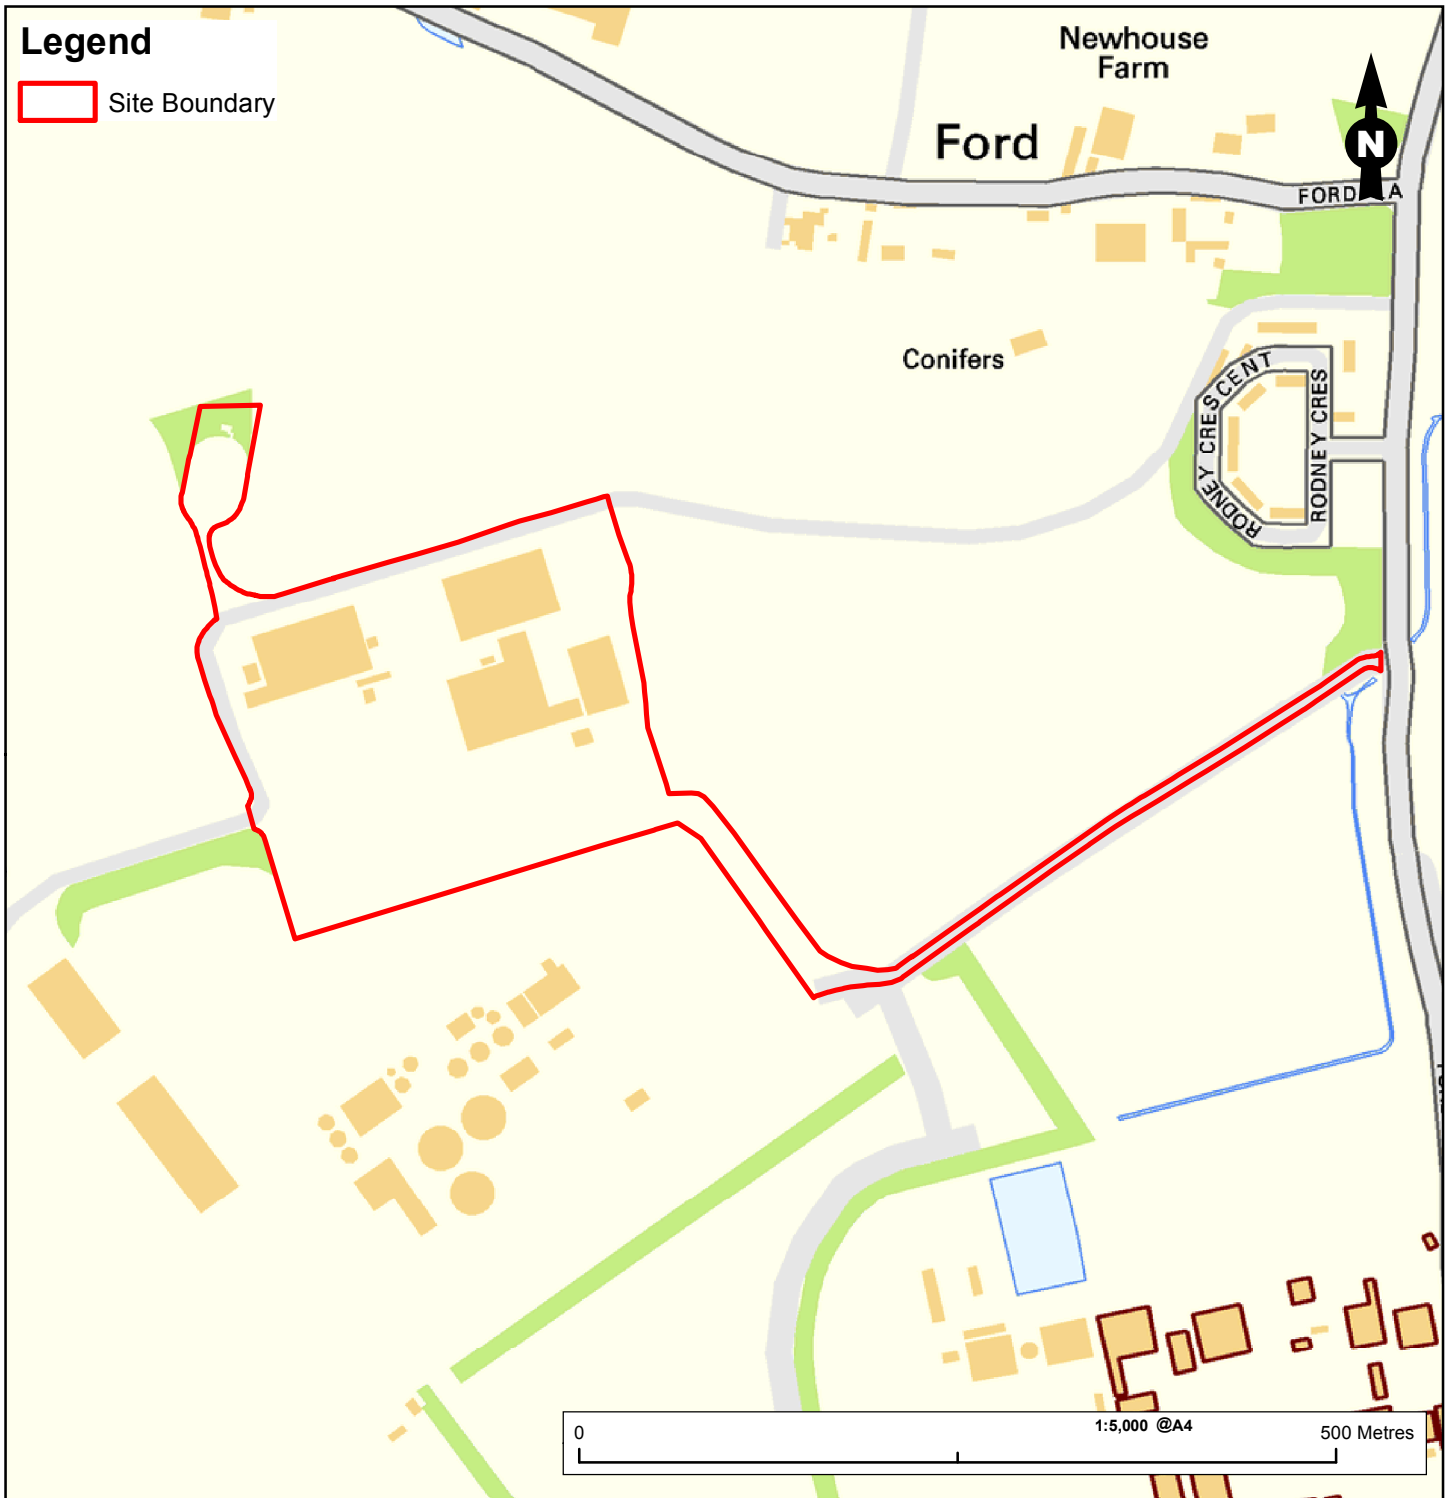 Legend
Site Boundary
Newhouse
Farm
Ford
N
FORD LA
Conifers
RODNEY CRESCENT
RODNEY CRES
0
1:5,000 @A4
500 Metres